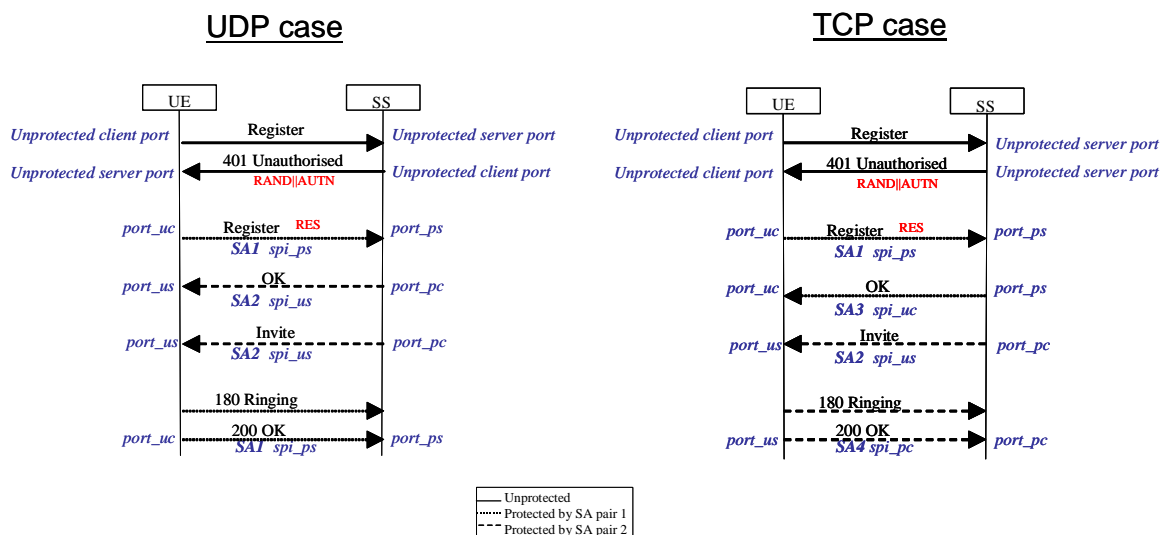 UDP case
UE
SS
Unprotected client port
Register
Unprotected server port
401 Unauthorised
Unprotected server port
Unprotected client port
RAND||AUTN
port_uc
Register
RES
port_ps
SA1 spi_ps
port_us
OK
port_pc
SA2 spi_us
port_us
Invite
port_pc
SA2 spi_us
180 Ringing
port_uc
200 OK
port_ps
SA1 spi_ps
TCP case
UE
SS
Unprotected client port
Register
Unprotected server port
401 Unauthorised
Unprotected client port
Unprotected server port
RAND||AUTN
port_uc
Register
RES
port_ps
SA1 spi_ps
port_uc
OK
port_ps
SA3 spi_uc
port_us
Invite
port_pc
SA2 spi_us
180 Ringing
port_us
200 OK
port_pc
SA4 spi_pc
Unprotected
Protected by SA pair 1
Protected by SA pair 2